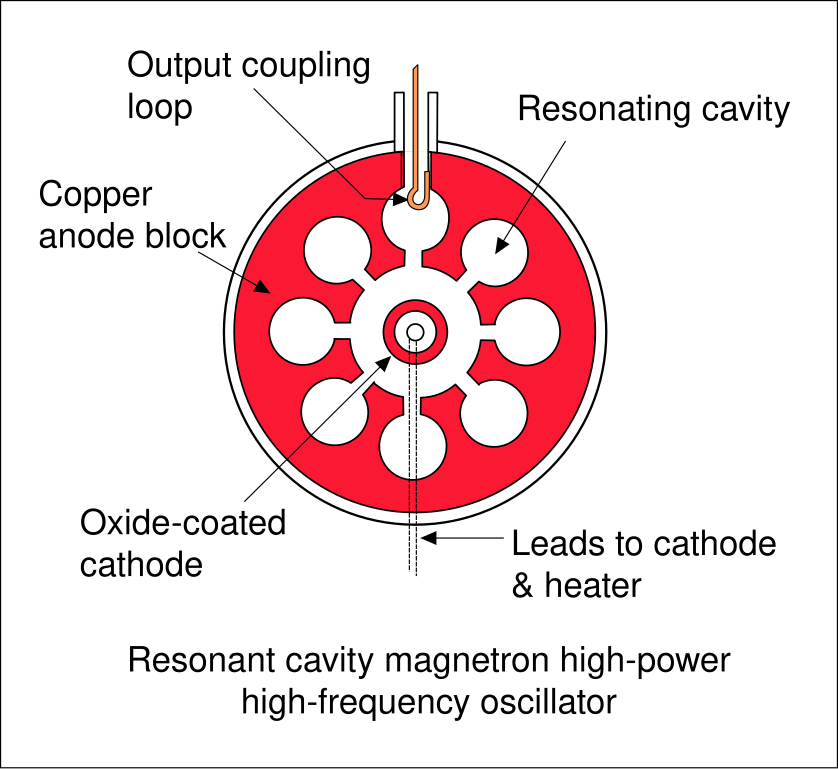 Output coupling
loop
Resonating cavity
Copper
anode block
Oxide-coated
cathode
Leads to cathode
& heater
Resonant cavity magnetron high-power
high-frequency oscillator